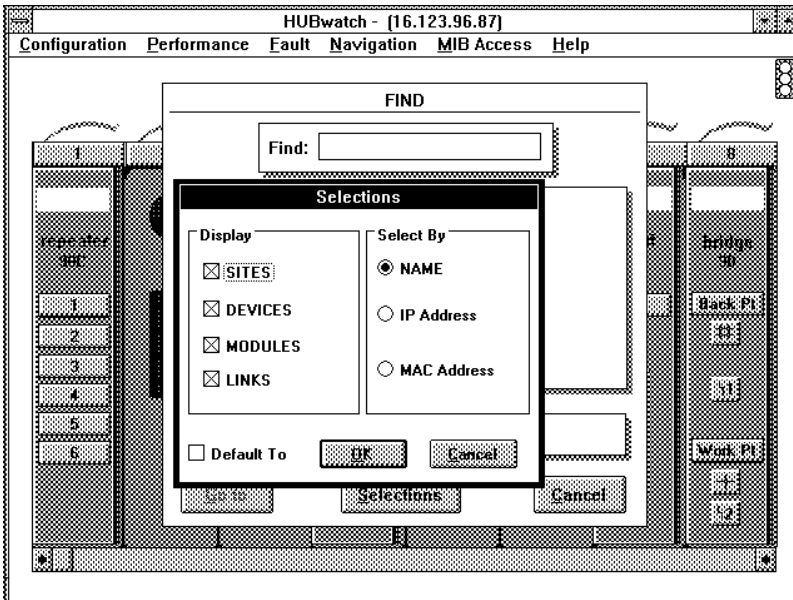 HUBwatch - (16.123.96.87)
Configuration Performance Fault Navigation MIB Access Help
FIND
Find:
1
8
Selections
Display
Select By
SITES
NAME
DEVICES
IP Address
MODULES
LINKS
MAC Address
Default To
OK
Cancel
Go to
Selections
Cancel
repeater
90C
1
2
3
4
5
6
bridge
90
Back Pt
Work Pt